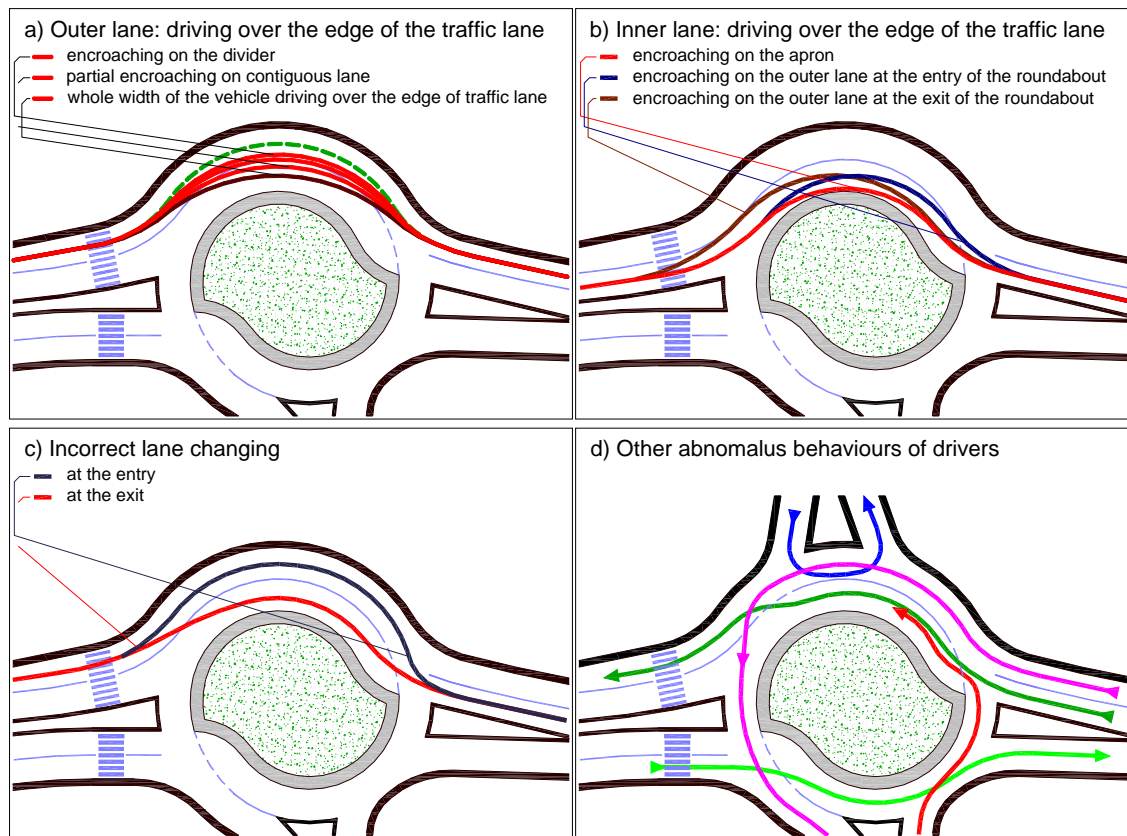 a) Outer lane: driving over the edge of the traffic lane
encroaching on the divider
partial encroaching on contiguous lane
whole width of the vehicle driving over the edge of traffic lane
b) Inner lane: driving over the edge of the traffic lane
encroaching on the apron
encroaching on the outer lane at the entry of the roundabout
encroaching on the outer lane at the exit of the roundabout
c) Incorrect lane changing
at the entry
at the exit
d) Other abnomalus behaviours of drivers